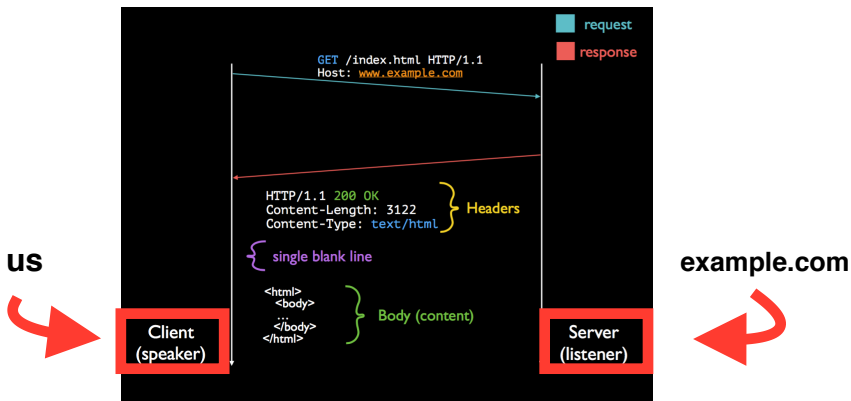 request
response
GET /index.html HTTP/1.1
Host: www.example.com
HTTP/1.1 200 OK
Content-Length: 3122
Content-Type: text/html
Headers
single blank line
<html>
<body>
...
</body>
</html>
Body (content)
us
example.com
Client
(speaker)
Server
(listener)